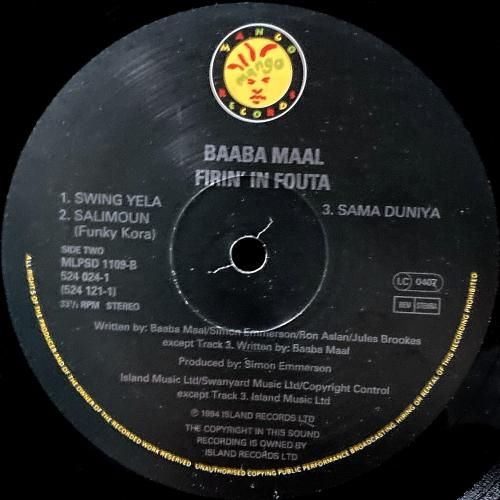 MANGO
mango
RECORDS
BAABA MAAL
FIRIN' IN FOUTA
1. SWING YELA
2. SALIMOUN
(Funky Kora)
3. SAMA DUNIYA
SIDE TWO
MLPSD 1109-B
524 024-1
(524 121-1)
33⅓ RPM STEREO
LC 0407
BIEM STEMRA
Written by: Baaba Maal/Simon Emmerson/Ron Aslan/Jules Brookes
except Track 3. Written by: Baaba Maal
Produced by: Simon Emmerson
Island Music Ltd/Swanyard Music Ltd/Copyright Control
except Track 3. Island Music Ltd
℗ 1994 ISLAND RECORDS LTD
THE COPYRIGHT IN THIS SOUND
RECORDING IS OWNED BY
ISLAND RECORDS LTD
ALL RIGHTS OF THE PRODUCER AND OF THE OWNER OF THE RECORDED WORK RESERVED UNAUTHORISED COPYING PUBLIC PERFORMANCE BROADCASTING HIRING OR RENTAL OF THIS RECORDING PROHIBITED